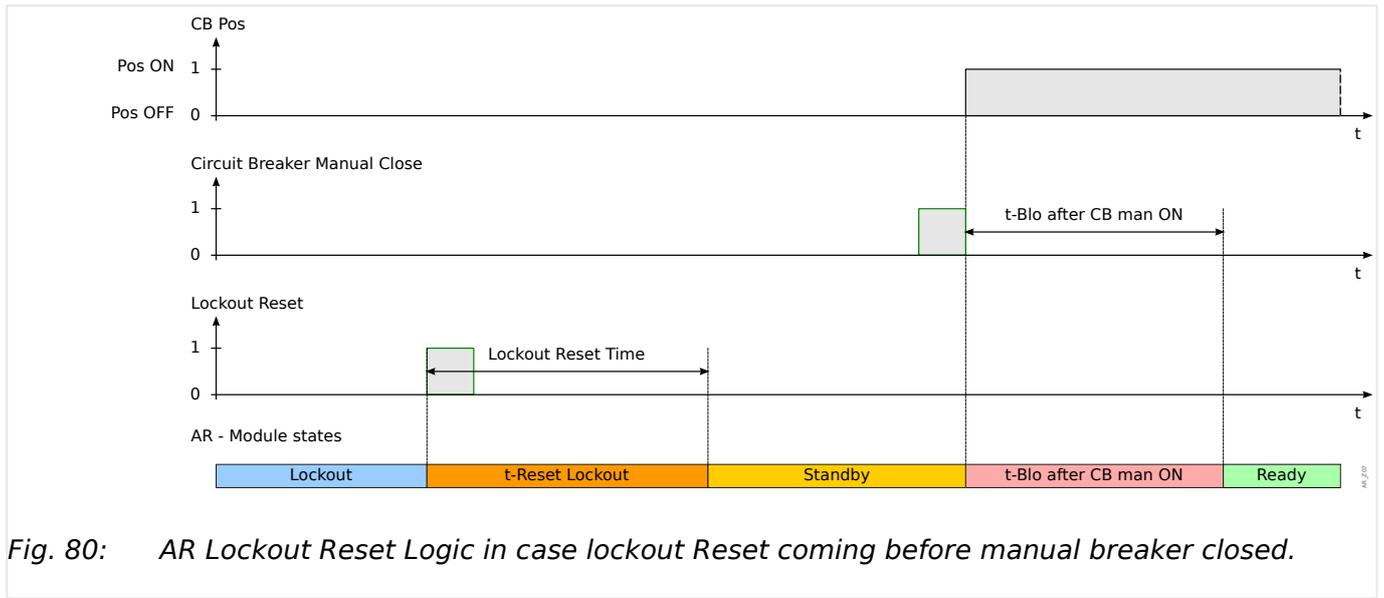 CB Pos
Pos ON 1
Pos OFF 0
t
Circuit Breaker Manual Close
1
t-Blo after CB man ON
0
t
Lockout Reset
1
Lockout Reset Time
0
t
AR - Module states
Lockout t-Reset Lockout Standby t-Blo after CB man ON Ready
Fig. 80: AR Lockout Reset Logic in case lockout Reset coming before manual breaker closed.